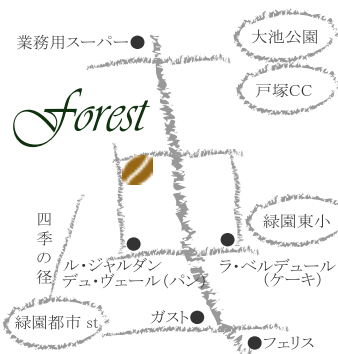 業務用スーパー
大池公園
戸塚CC
Forest
緑園東小
四季の径
ル・ジャルダン
デュ・ヴェール（パン）
ラ・ベルデュール
（ケーキ）
緑園都市 st
ガスト
フェリス